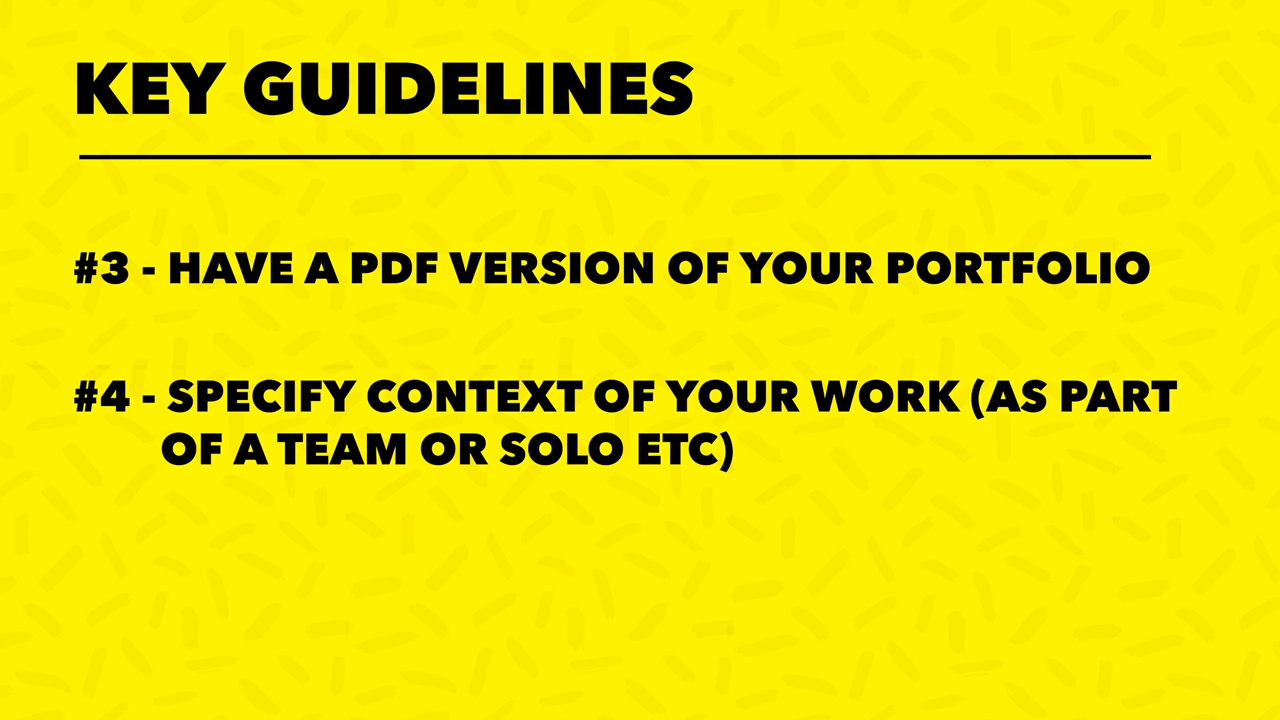 KEY GUIDELINES
#3 - HAVE A PDF VERSION OF YOUR PORTFOLIO
#4 - SPECIFY CONTEXT OF YOUR WORK (AS PART
OF A TEAM OR SOLO ETC)